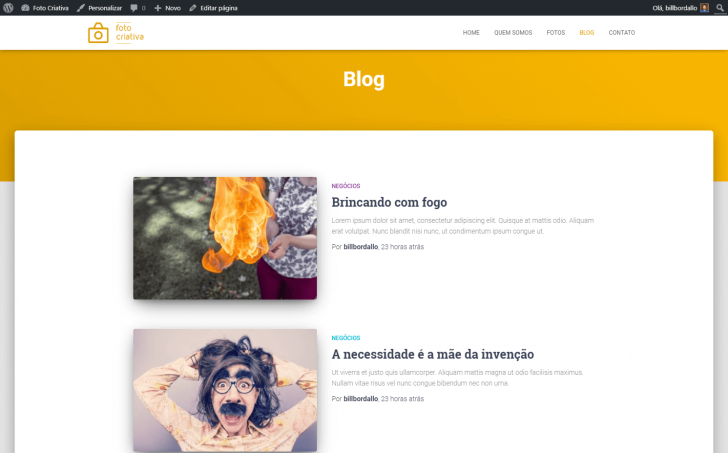 Foto Criativa Personalizar 0 Novo Editar página Olá, billbordallo
foto
criativa
HOME QUEM SOMOS FOTOS BLOG CONTATO
Blog
NEGÓCIOS
Brincando com fogo
Lorem ipsum dolor sit amet, consectetur adipiscing elit. Quisque at mattis odio. Aliquam
erat volutpat. Nunc blandit nisi nunc, ut condimentum ipsum congue ut.
Por billbordallo, 23 horas atrás
NEGÓCIOS
A necessidade é a mãe da invenção
Ut viverra et justo quis ullamcorper. Aliquam mattis magna ut odio facilisis maximus.
Nullam vitae risus vel nunc congue bibendum nec non urna.
Por billbordallo, 23 horas atrás